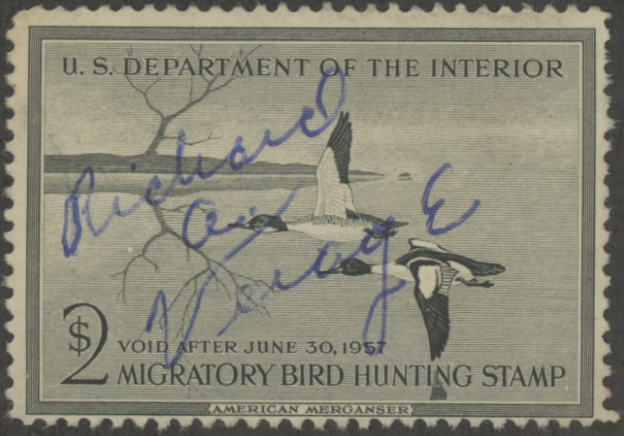 U. S. DEPARTMENT OF THE INTERIOR
Richard
$2
VOID AFTER JUNE 30, 1957
MIGRATORY BIRD HUNTING STAMP
AMERICAN MERGANSER